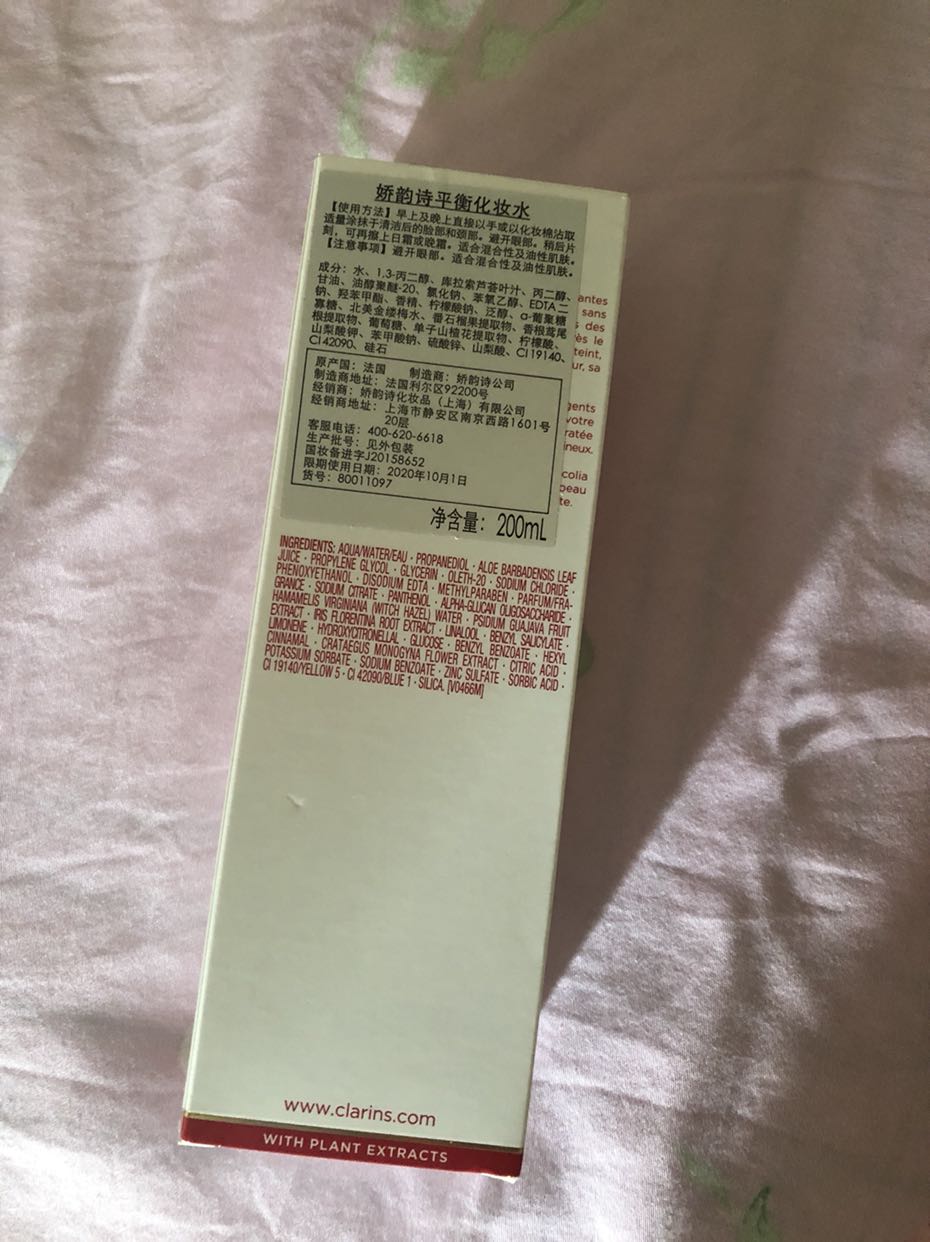 娇韵诗平衡化妆水
【使用方法】早上及晚上直接以手或以化妆棉沾取
适量涂抹于清洁后的脸部和颈部。避开眼部。稍后片
刻，可再擦上日霜或晚霜。适合混合性及油性肌肤。
【注意事项】避开眼部。适合混合性及油性肌肤。
成分：水、1,3-丙二醇、库拉索芦荟叶汁、丙二醇、
甘油、油醇聚醚-20、氯化钠、苯氧乙醇、EDTA二
钠、羟苯甲酯、香精、柠檬酸钠、泛醇、α-葡聚糖
寡糖、北美金缕梅水、番石榴果提取物、香根鸢尾
根提取物、葡萄糖、单子山楂花提取物、柠檬酸、
山梨酸钾、苯甲酸钠、硫酸锌、山梨酸、CI 19140、
CI 42090、硅石
原产国：法国 制造商：娇韵诗公司
制造商地址：法国利尔区92200号
经销商：娇韵诗化妆品（上海）有限公司
经销商地址：上海市静安区南京西路1601号
20层
客服电话：400-620-6618
生产批号：见外包装
国妆备进字J20158652
限期使用日期：2020年10月1日
货号：80011097
净含量：200mL
INGREDIENTS: AQUA/WATER/EAU · PROPANEDIOL · ALOE BARBADENSIS LEAF
JUICE · PROPYLENE GLYCOL · GLYCERIN · OLETH-20 · SODIUM CHLORIDE ·
PHENOXYETHANOL · DISODIUM EDTA · METHYLPARABEN · PARFUM/FRA-
GRANCE · SODIUM CITRATE · PANTHENOL · ALPHA-GLUCAN OLIGOSACCHARIDE ·
HAMAMELIS VIRGINIANA (WITCH HAZEL) WATER · PSIDIUM GUAJAVA FRUIT
EXTRACT · IRIS FLORENTINA ROOT EXTRACT · LINALOOL · BENZYL SALICYLATE ·
LIMONENE · HYDROXYCITRONELLAL · GLUCOSE · BENZYL BENZOATE · HEXYL
CINNAMAL · CRATAEGUS MONOGYNA FLOWER EXTRACT · CITRIC ACID ·
POTASSIUM SORBATE · SODIUM BENZOATE · ZINC SULFATE · SORBIC ACID ·
CI 19140/YELLOW 5 · CI 42090/BLUE 1 · SILICA. [V0466M]
www.clarins.com
WITH PLANT EXTRACTS
antes
sans
des
ès le
teint,
ur, sa
gents
votre
ratée
ineux.
colia
peau
te.